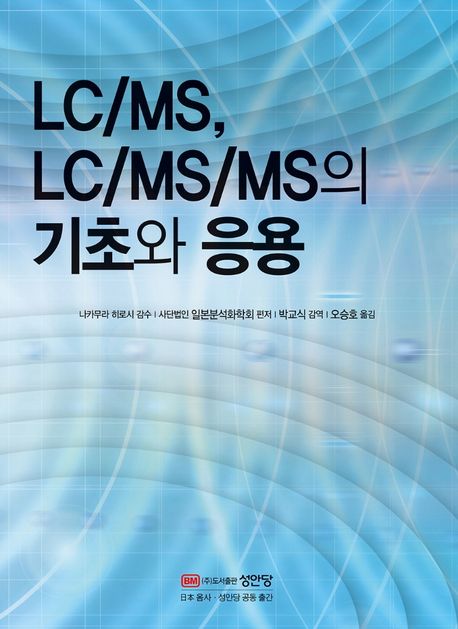 LC/MS,
LC/MS/MS의
기초와 응용
나카무라 히로시 감수 | 사단법인 일본분석화학회 편저 | 박교식 감역 | 오승호 옮김
BM (주)도서출판 성안당
日本 옴사 · 성안당 공동 출간